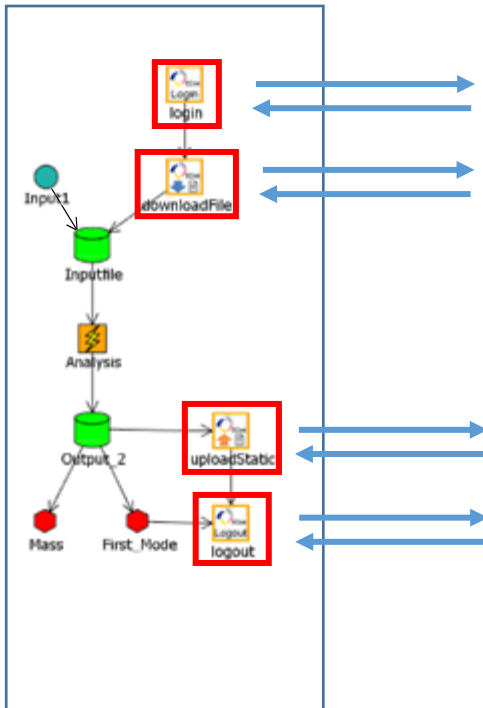 Login
login
downloadFile
Input1
Inputfile
Analysis
Output_2
uploadStatic
Mass
First_Mode
Logout
logout